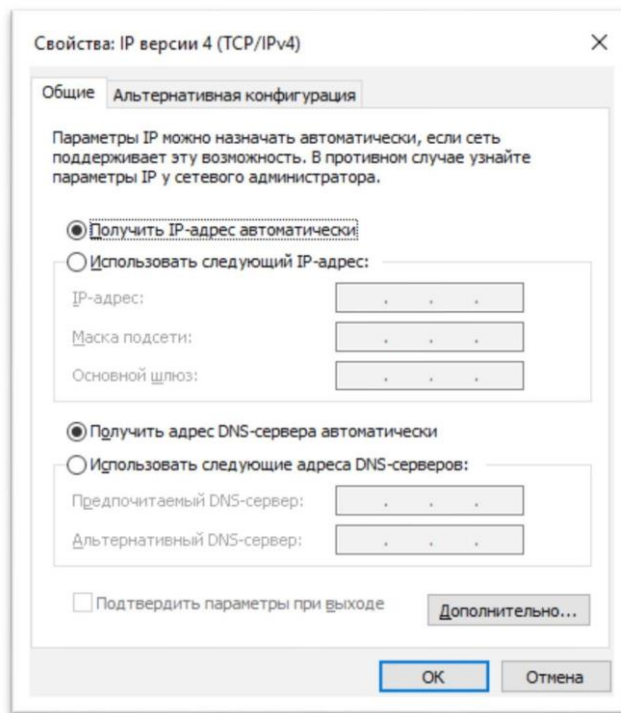 Свойства: IP версии 4 (TCP/IPv4)
Общие
Альтернативная конфигурация
Параметры IP можно назначать автоматически, если сеть
поддерживает эту возможность. В противном случае узнайте
параметры IP у сетевого администратора.
Получить IP-адрес автоматически
Использовать следующий IP-адрес:
IP-адрес:
Маска подсети:
Основной шлюз:
Получить адрес DNS-сервера автоматически
Использовать следующие адреса DNS-серверов:
Предпочитаемый DNS-сервер:
Альтернативный DNS-сервер:
Подтвердить параметры при выходе
Дополнительно...
ОК
Отмена